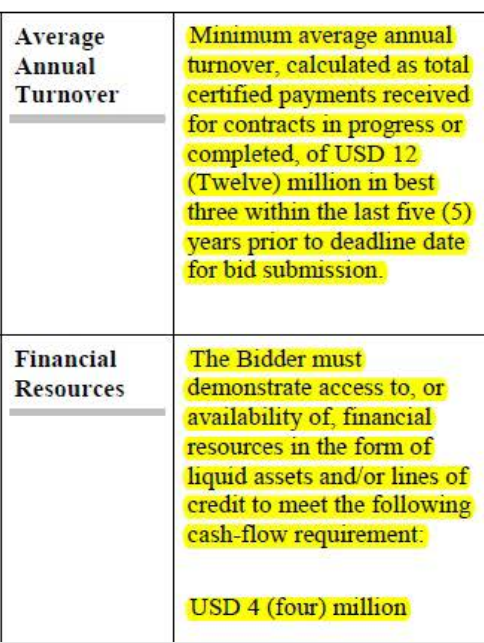 Average
Annual
Turnover
Minimum average annual
turnover, calculated as total
certified payments received
for contracts in progress or
completed, of USD 12
(Twelve) million in best
three within the last five (5)
years prior to deadline date
for bid submission.
Financial
Resources
The Bidder must
demonstrate access to, or
availability of, financial
resources in the form of
liquid assets and/or lines of
credit to meet the following
cash-flow requirement:
USD 4 (four) million